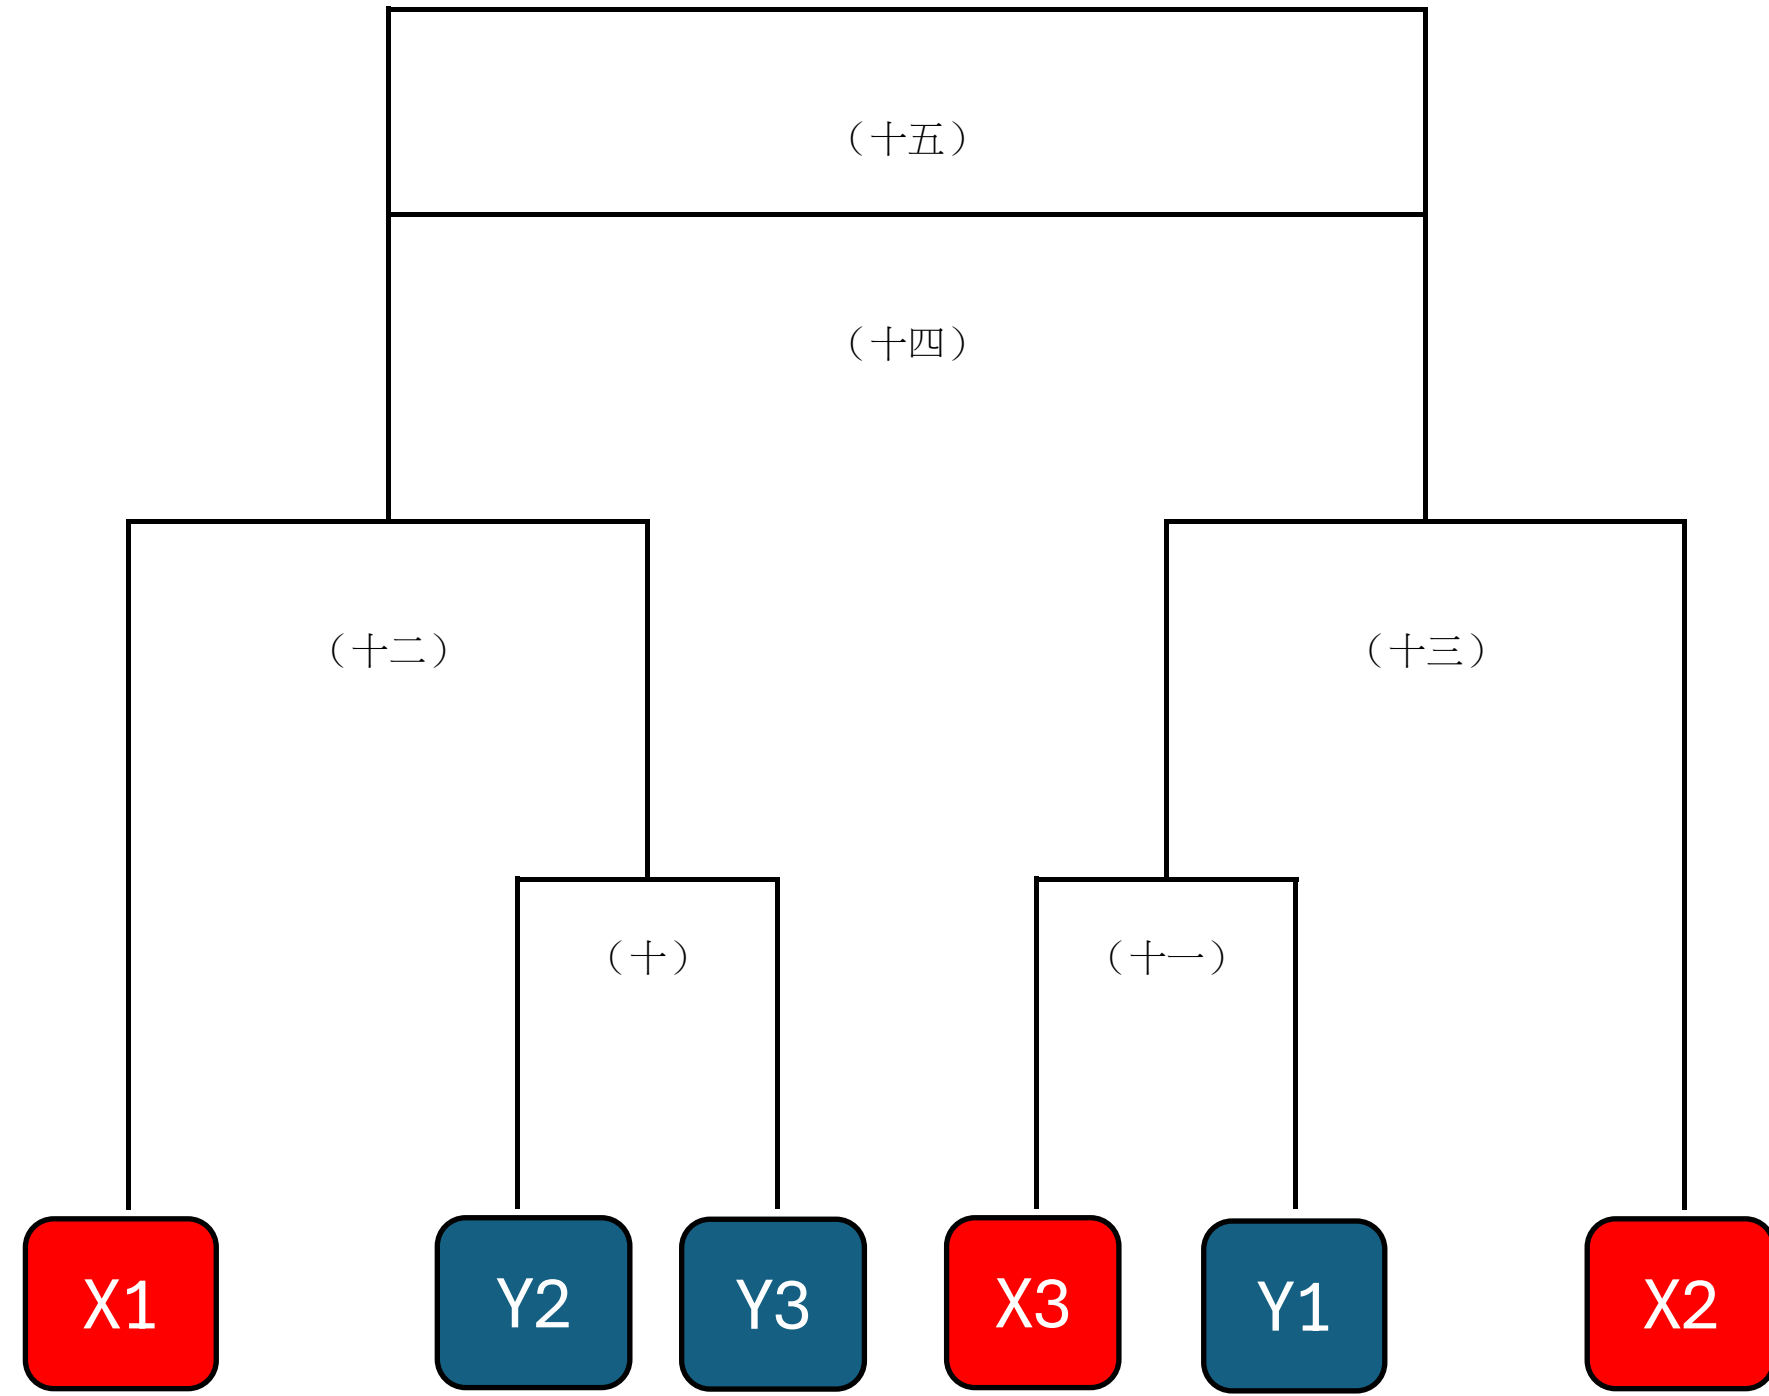 （十五）
（十四）
（十二）
（十三）
（十）
（十一）
X1
Y2
Y3
X3
Y1
X2